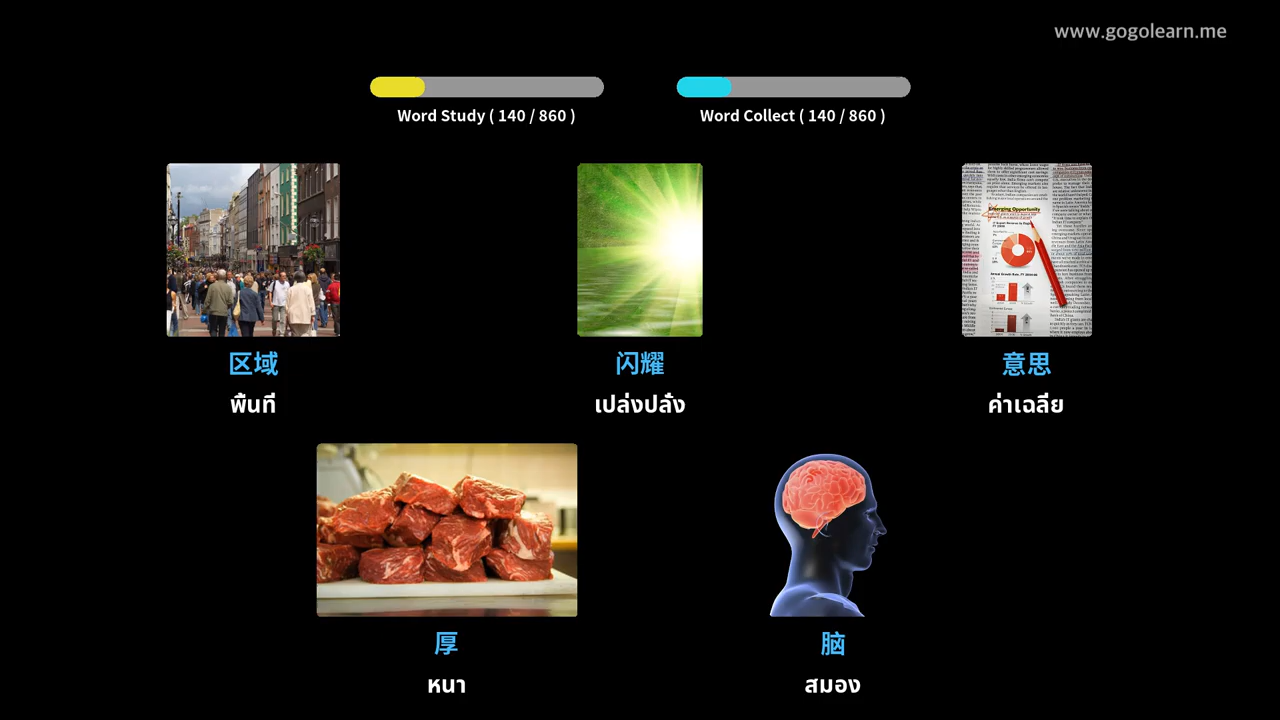 www.gogolearn.me
Word Study ( 140 / 860 )
Word Collect ( 140 / 860 )
Emerging Opportunity
区域
闪耀
意思
พื้นที่
เปล่งปลั่ง
ค่าเฉลี่ย
厚
脑
หนา
สมอง